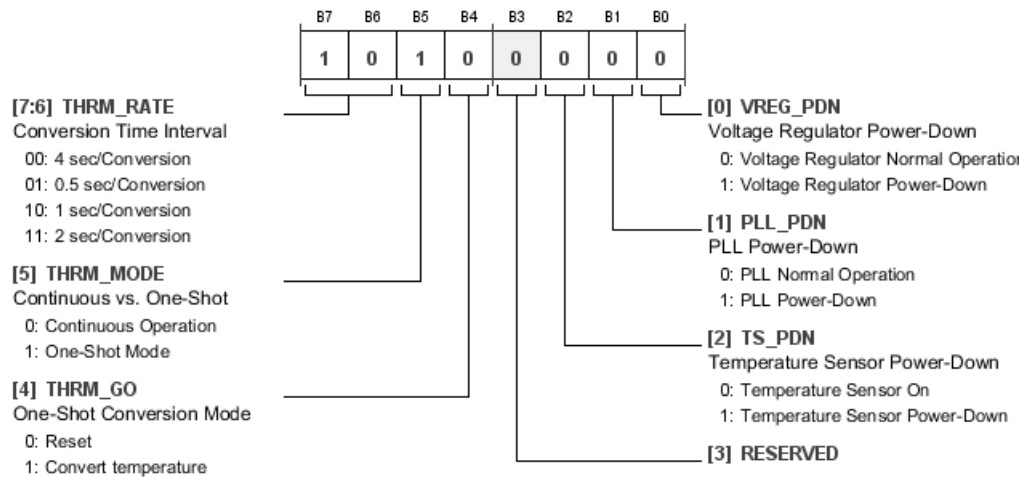 B7 B6 B5 B4 B3 B2 B1 B0
1 0 1 0 0 0 0 0
[7:6] THRM_RATE
Conversion Time Interval
00: 4 sec/Conversion
01: 0.5 sec/Conversion
10: 1 sec/Conversion
11: 2 sec/Conversion
[5] THRM_MODE
Continuous vs. One-Shot
0: Continuous Operation
1: One-Shot Mode
[4] THRM_GO
One-Shot Conversion Mode
0: Reset
1: Convert temperature
[0] VREG_PDN
Voltage Regulator Power-Down
0: Voltage Regulator Normal Operation
1: Voltage Regulator Power-Down
[1] PLL_PDN
PLL Power-Down
0: PLL Normal Operation
1: PLL Power-Down
[2] TS_PDN
Temperature Sensor Power-Down
0: Temperature Sensor On
1: Temperature Sensor Power-Down
[3] RESERVED